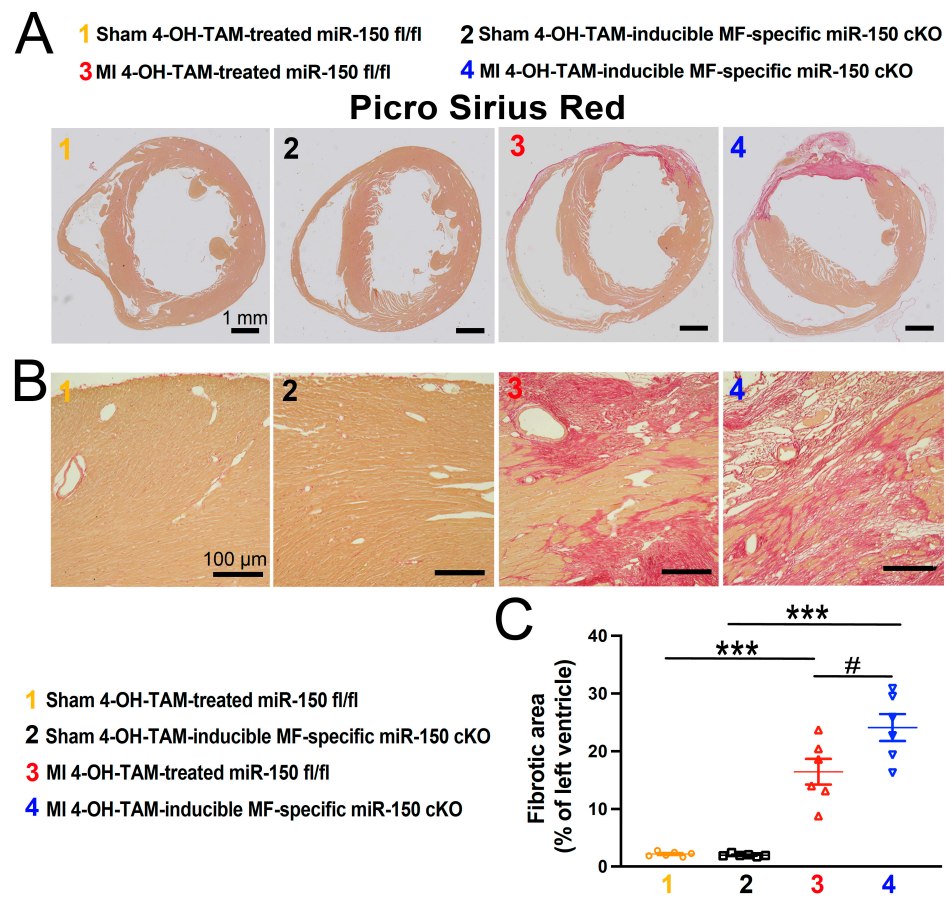 A
1 Sham 4-OH-TAM-treated miR-150 fl/fl
2 Sham 4-OH-TAM-inducible MF-specific miR-150 cKO
3 MI 4-OH-TAM-treated miR-150 fl/fl
4 MI 4-OH-TAM-inducible MF-specific miR-150 cKO
Picro Sirius Red
1
2
3
4
1 mm
B
1
2
3
4
100 µm
1 Sham 4-OH-TAM-treated miR-150 fl/fl
2 Sham 4-OH-TAM-inducible MF-specific miR-150 cKO
3 MI 4-OH-TAM-treated miR-150 fl/fl
4 MI 4-OH-TAM-inducible MF-specific miR-150 cKO
C
Fibrotic area
(% of left ventricle)
40
30
20
10
0
***
***
#
1
2
3
4